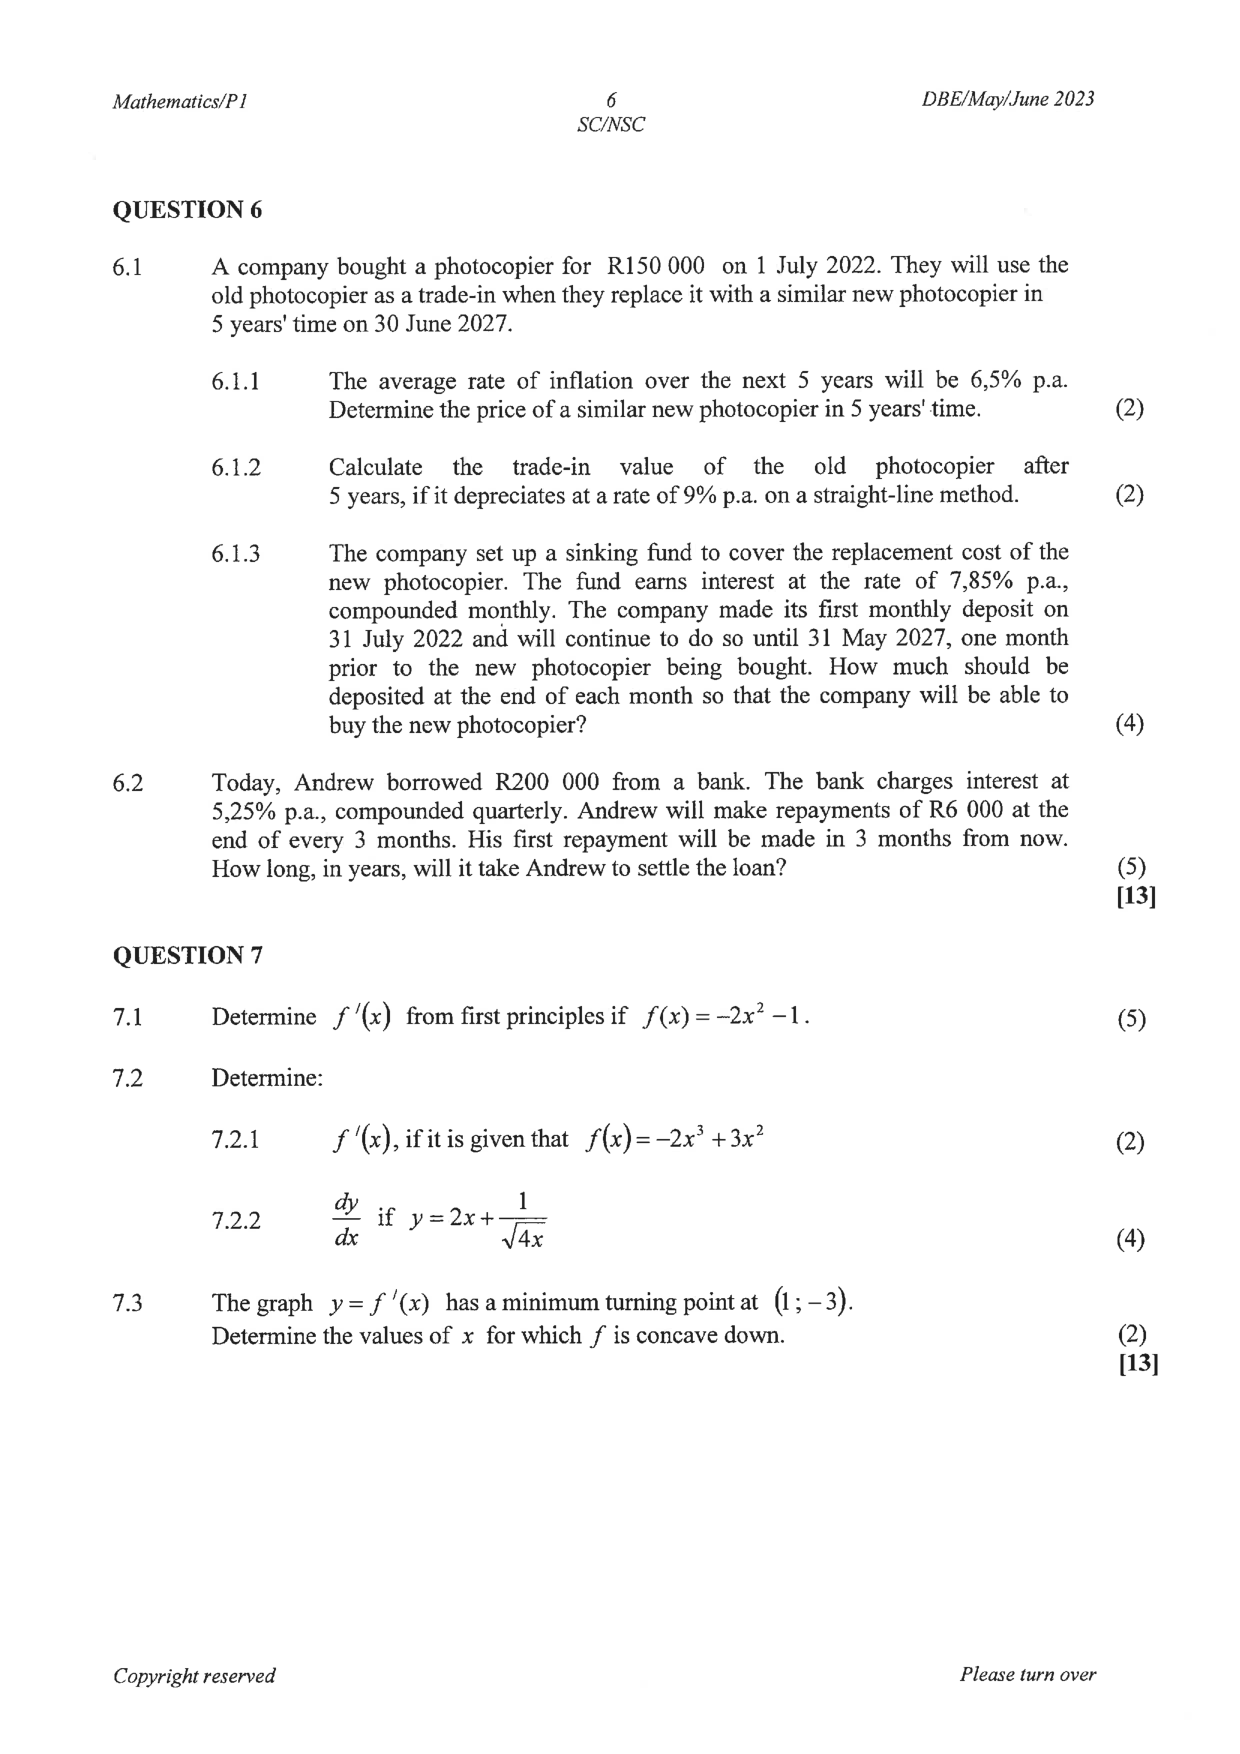 Mathematics/P1 6 DBE/May/June 2023
SC/NSC
QUESTION 6
6.1 A company bought a photocopier for R150 000 on 1 July 2022. They will use the
old photocopier as a trade-in when they replace it with a similar new photocopier in
5 years' time on 30 June 2027.
6.1.1 The average rate of inflation over the next 5 years will be 6,5% p.a.
Determine the price of a similar new photocopier in 5 years' time. (2)
6.1.2 Calculate the trade-in value of the old photocopier after
5 years, if it depreciates at a rate of 9% p.a. on a straight-line method. (2)
6.1.3 The company set up a sinking fund to cover the replacement cost of the
new photocopier. The fund earns interest at the rate of 7,85% p.a.,
compounded monthly. The company made its first monthly deposit on
31 July 2022 and will continue to do so until 31 May 2027, one month
prior to the new photocopier being bought. How much should be
deposited at the end of each month so that the company will be able to
buy the new photocopier? (4)
6.2 Today, Andrew borrowed R200 000 from a bank. The bank charges interest at
5,25% p.a., compounded quarterly. Andrew will make repayments of R6 000 at the
end of every 3 months. His first repayment will be made in 3 months from now.
How long, in years, will it take Andrew to settle the loan? (5)
[13]
QUESTION 7
7.1 Determine f ′(x) from first principles if f(x) = −2x² − 1. (5)
7.2 Determine:
7.2.1 f ′(x), if it is given that f(x) = −2x³ + 3x² (2)
7.2.2 dy/dx if y = 2x + 1/√4x (4)
7.3 The graph y = f ′(x) has a minimum turning point at (1 ; − 3).
Determine the values of x for which f is concave down. (2)
[13]
Copyright reserved Please turn over